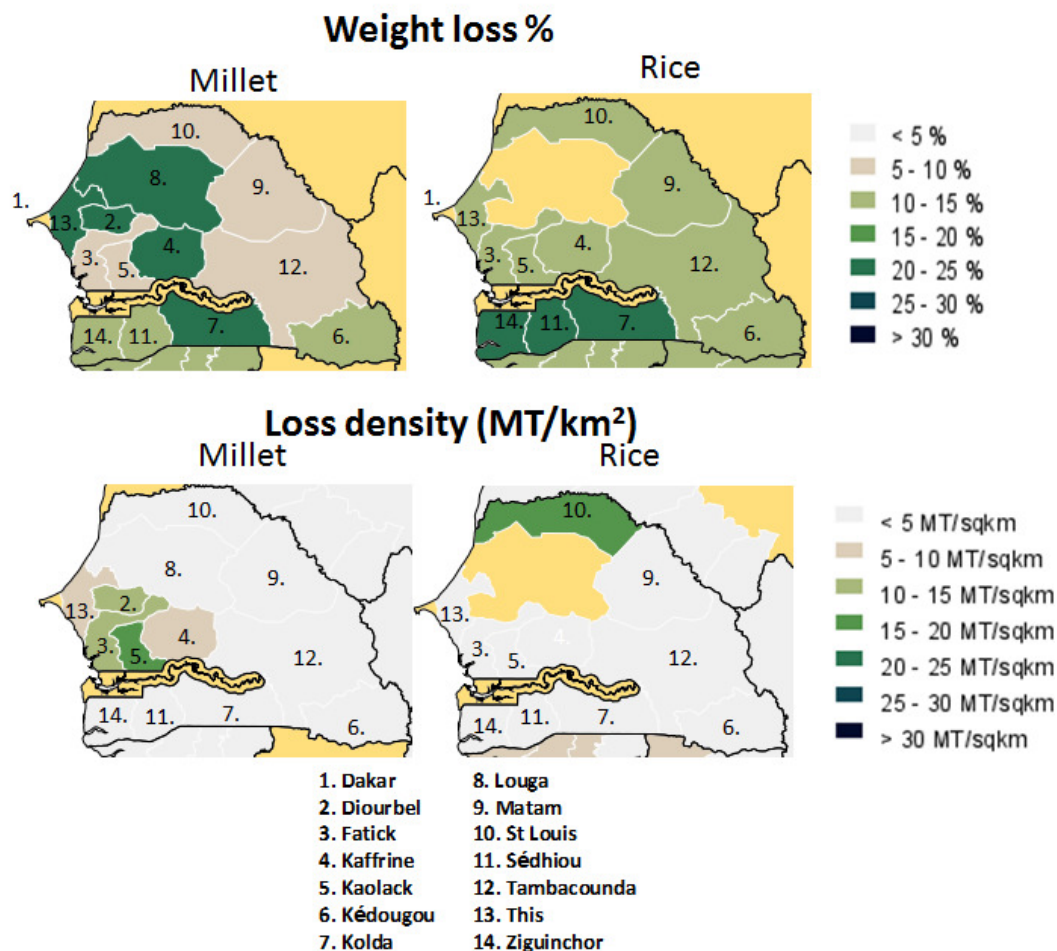 Weight loss %
Millet
Rice
10.
8.
9.
1.
13.
2.
4.
3.
5.
12.
14.
11.
7.
6.
10.
9.
1.
13.
3.
5.
4.
12.
14.
11.
7.
6.
< 5 %
5 - 10 %
10 - 15 %
15 - 20 %
20 - 25 %
25 - 30 %
> 30 %
Loss density (MT/km²)
Millet
Rice
10.
8.
9.
13.
2.
4.
3.
5.
12.
14.
11.
7.
6.
10.
9.
13.
4.
3.
5.
12.
14.
11.
7.
6.
< 5 MT/sqkm
5 - 10 MT/sqkm
10 - 15 MT/sqkm
15 - 20 MT/sqkm
20 - 25 MT/sqkm
25 - 30 MT/sqkm
> 30 MT/sqkm
1. Dakar
2. Diourbel
3. Fatick
4. Kaffrine
5. Kaolack
6. Kédougou
7. Kolda
8. Louga
9. Matam
10. St Louis
11. Sédhiou
12. Tambacounda
13. This
14. Ziguinchor